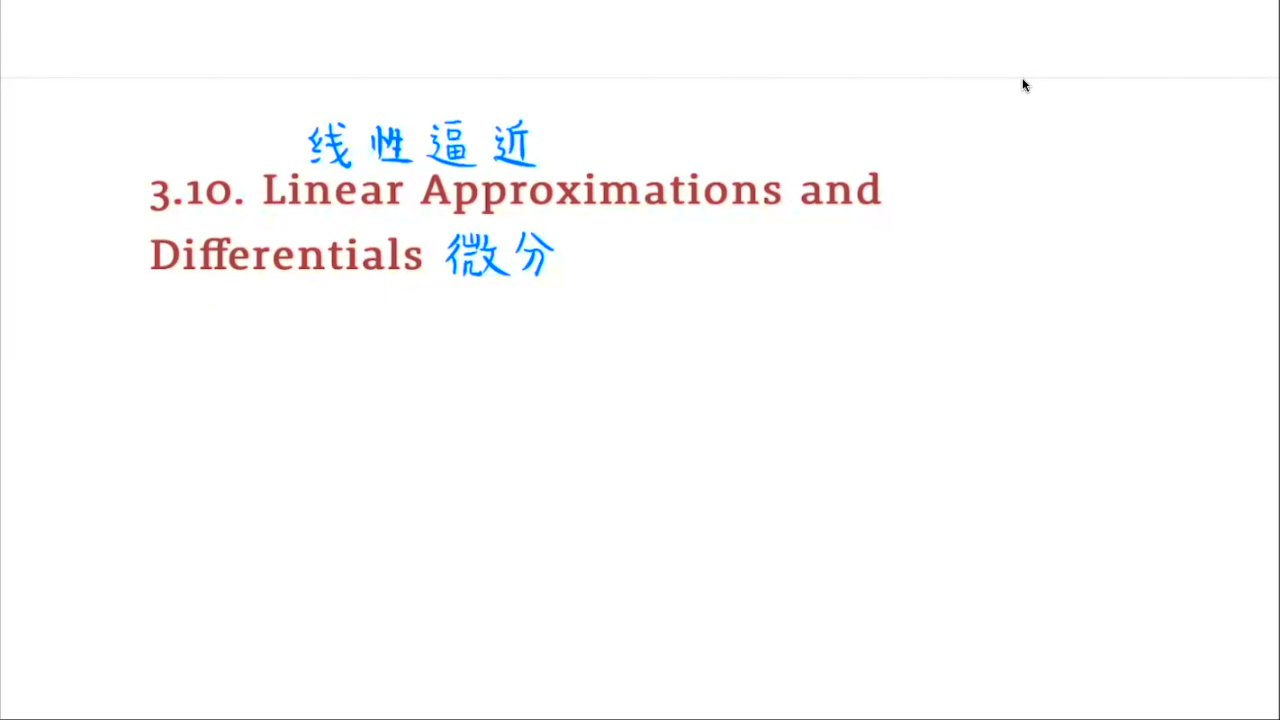 线性逼近
3.10. Linear Approximations and
Differentials 微分